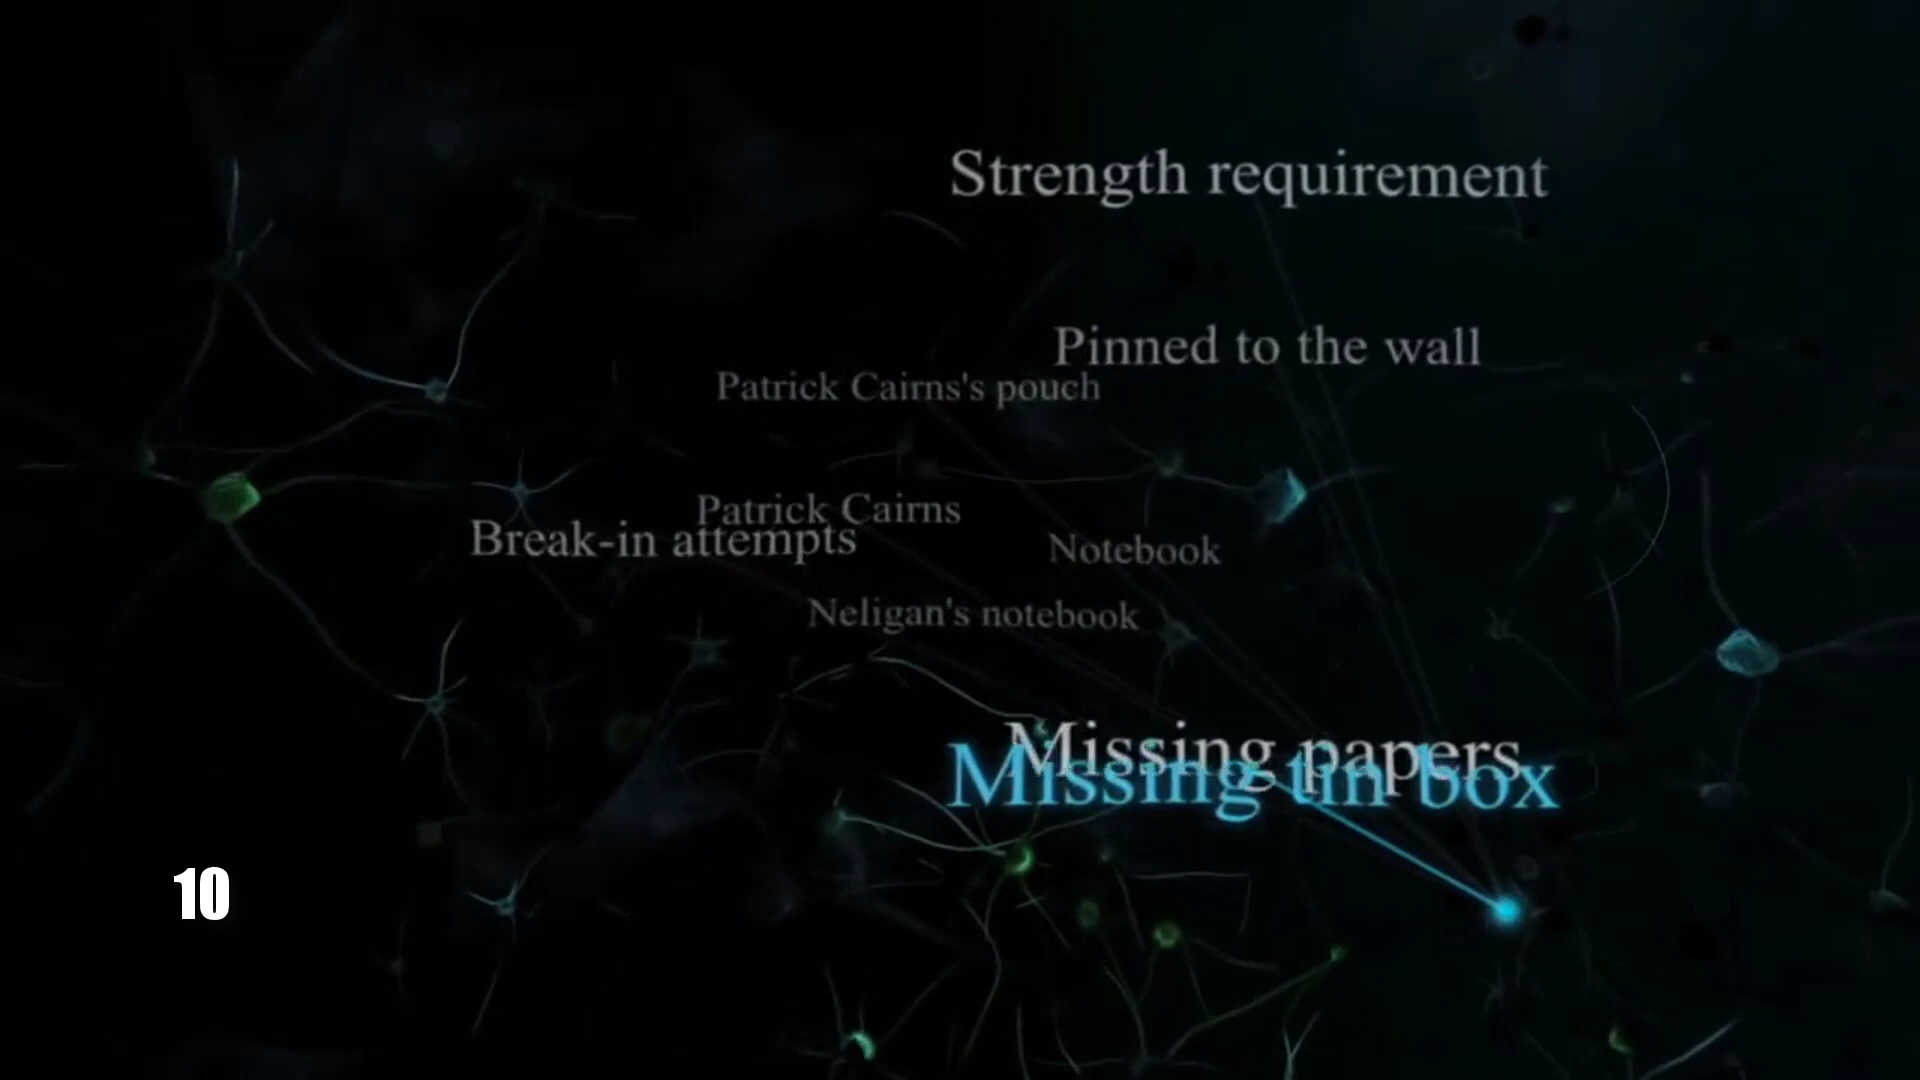 Strength requirement
Pinned to the wall
Patrick Cairns's pouch
Patrick Cairns
Break-in attempts
Notebook
Neligan's notebook
Missing papers
Missing tin box
10